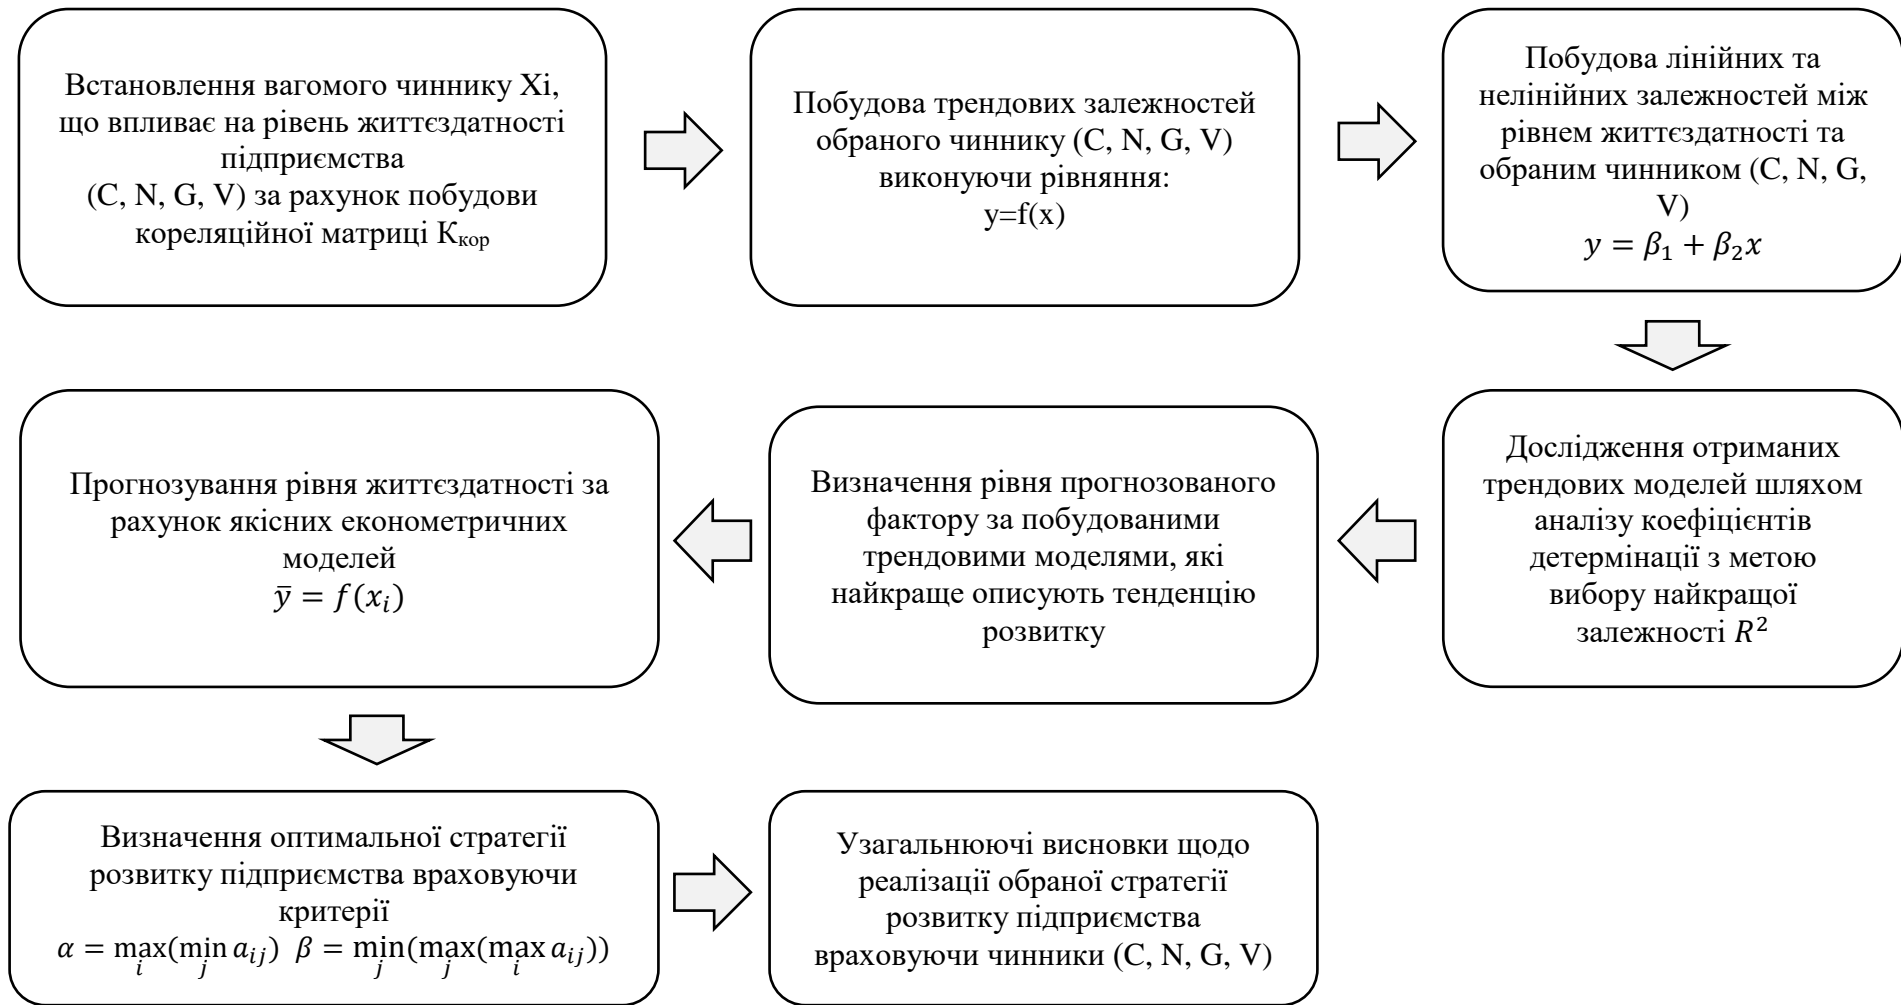 Встановлення вагомого чиннику Хі,
що впливає на рівень життєздатності
підприємства
(C, N, G, V) за рахунок побудови
кореляційної матриці Ккор
Побудова трендових залежностей
обраного чиннику (C, N, G, V)
виконуючи рівняння:
y=f(x)
Побудова лінійних та
нелінійних залежностей між
рівнем життєздатності та
обраним чинником (C, N, G,
V)
y = β₁ + β₂x
Дослідження отриманих
трендових моделей шляхом
аналізу коефіцієнтів
детермінації з метою
вибору найкращої
залежності R²
Визначення рівня прогнозованого
фактору за побудованими
трендовими моделями, які
найкраще описують тенденцію
розвитку
Прогнозування рівня життєздатності за
рахунок якісних економетричних
моделей
ȳ = f(xᵢ)
Визначення оптимальної стратегії
розвитку підприємства враховуючи
критерії
α = max(min aᵢⱼ) β = min(max(max aᵢⱼ))
i j j j i
Узагальнюючі висновки щодо
реалізації обраної стратегії
розвитку підприємства
враховуючи чинники (C, N, G, V)